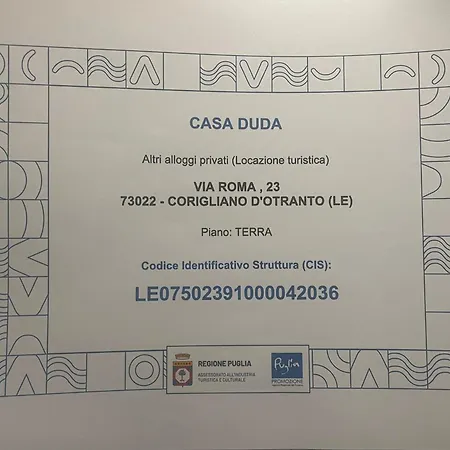 CASA DUDA
Altri alloggi privati (Locazione turistica)
VIA ROMA , 23
73022 - CORIGLIANO D'OTRANTO (LE)
Piano: TERRA
Codice Identificativo Struttura (CIS):
LE07502391000042036
REGIONE PUGLIA
ASSESSORATO ALL'INDUSTRIA
TURISTICA E CULTURALE
Puglia
PROMOZIONE